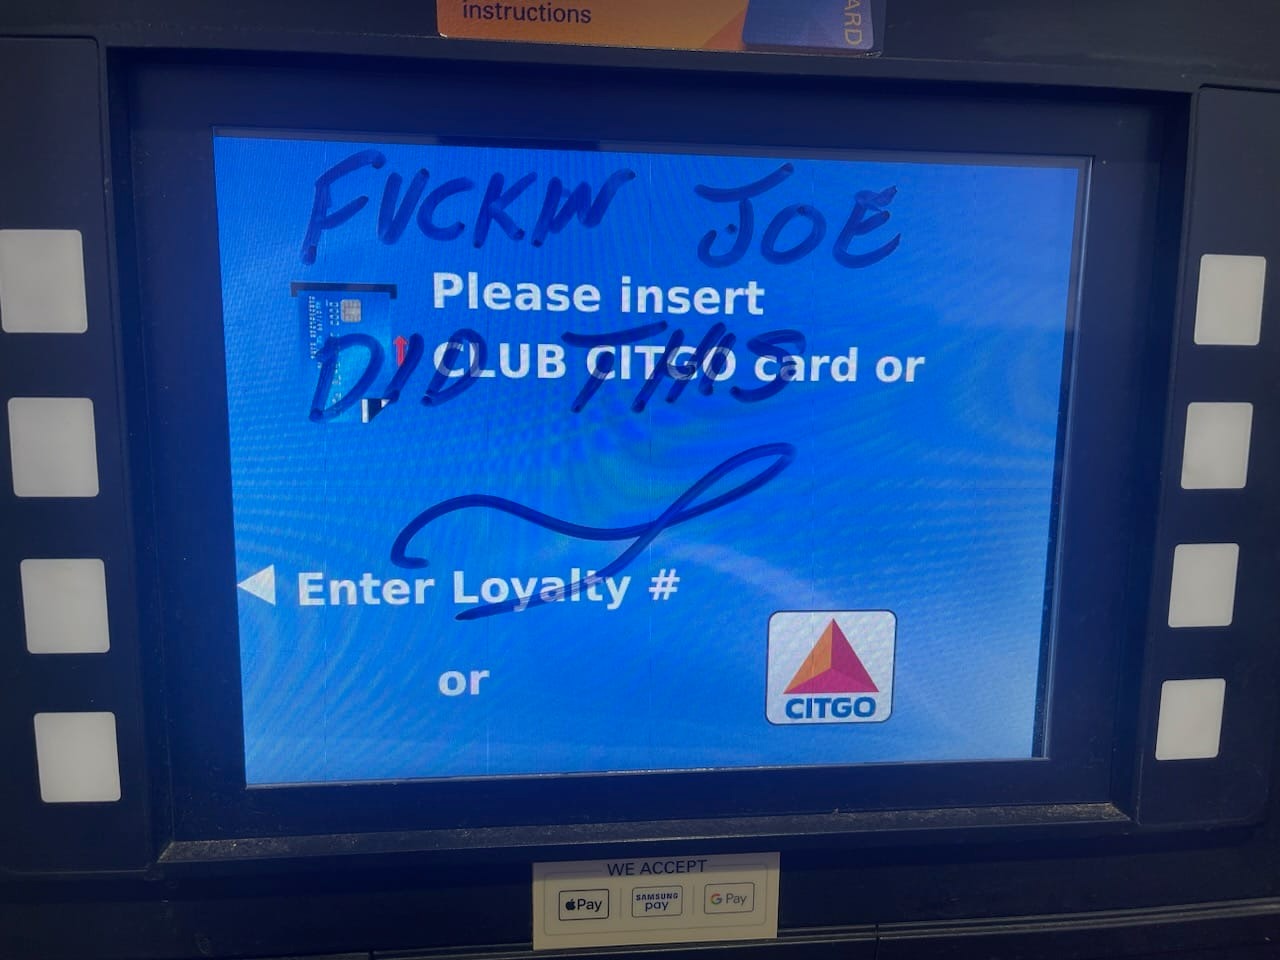 instructions
ARD
FUCKIN JOE
Please insert
DID THIS
CLUB CITGO card or
Enter Loyalty #
or
CITGO
WE ACCEPT
Pay
SAMSUNG pay
G Pay